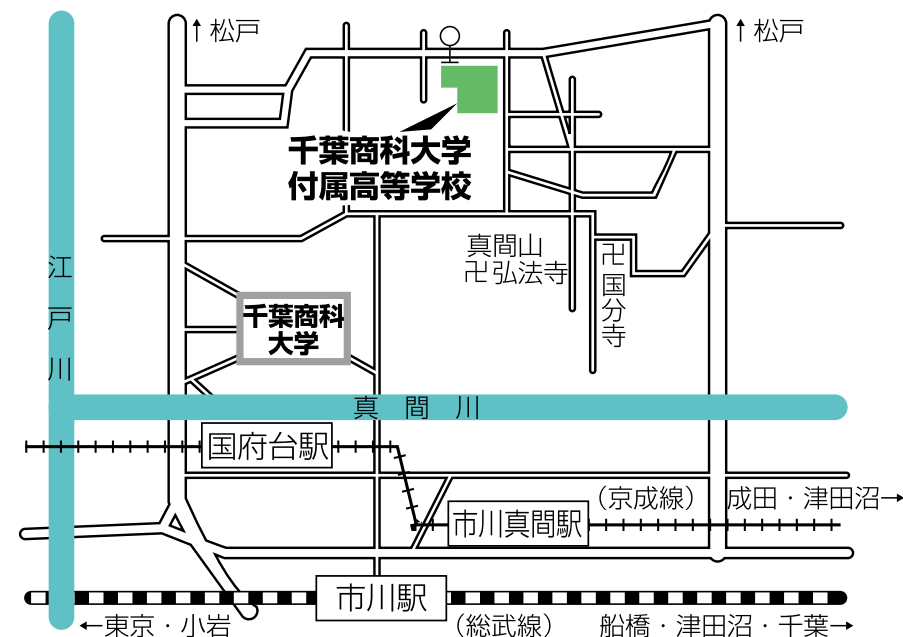 ↑松戸
↑松戸
千葉商科大学
付属高等学校
江戸川
真間山
卍弘法寺
卍国分寺
千葉商科
大学
真間川
国府台駅
(京成線)
成田・津田沼→
市川真間駅
市川駅
←東京・小岩
(総武線)
船橋・津田沼・千葉→